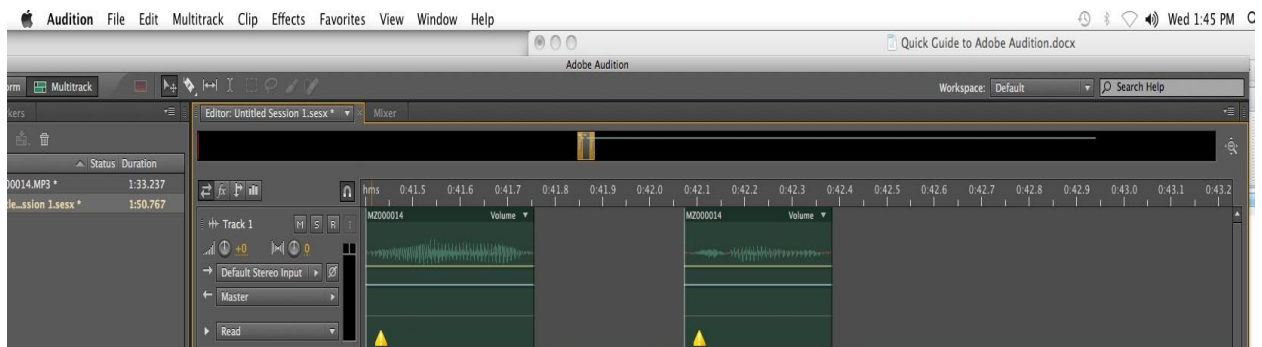 Audition File Edit Multitrack Clip Effects Favorites View Window Help Wed 1:45 PM
Quick Guide to Adobe Audition.docx
Adobe Audition
orm Multitrack Workspace: Default Search Help
kers Editor: Untitled Session 1.sesx * Mixer
Status Duration
00014.MP3 * 1:33.237
le...ssion 1.sesx * 1:50.767
fx hms 0:41.5 0:41.6 0:41.7 0:41.8 0:41.9 0:42.0 0:42.1 0:42.2 0:42.3 0:42.4 0:42.5 0:42.6 0:42.7 0:42.8 0:42.9 0:43.0 0:43.1 0:43.2
Track 1 M S R I MZ000014 Volume MZ000014 Volume
+0 0
Default Stereo Input
Master
Read